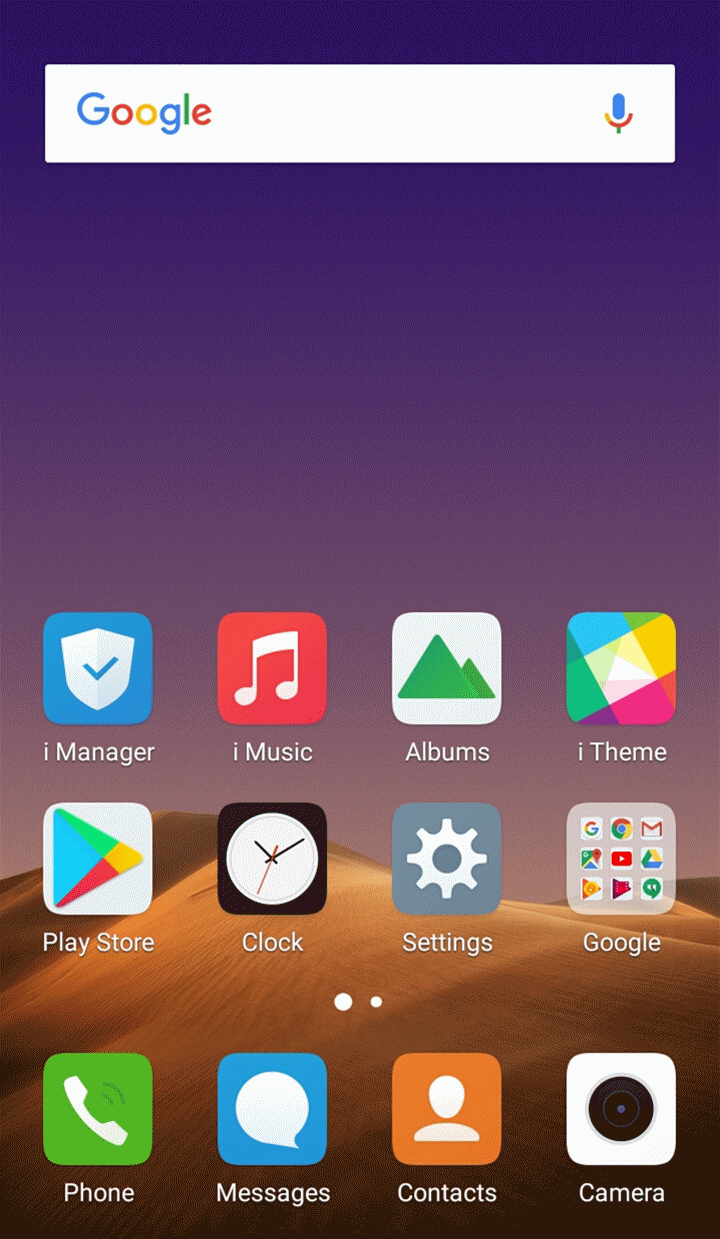 Google
i Manager
i Music
Albums
i Theme
Play Store
Clock
Settings
Google
Phone
Messages
Contacts
Camera